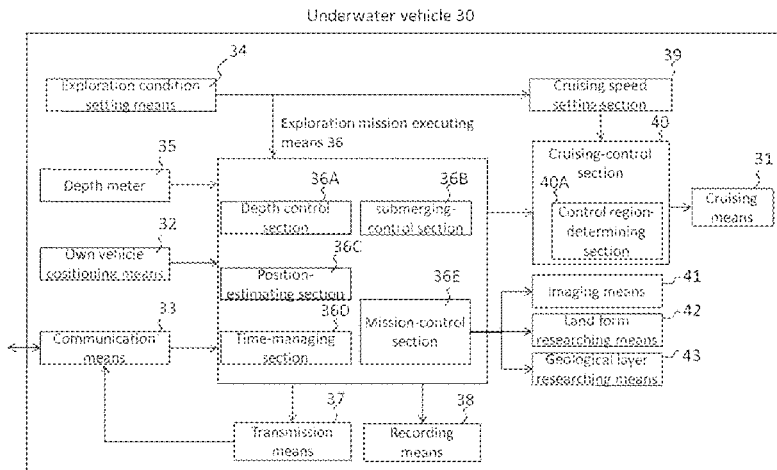 Underwater vehicle 30
34
39
Exploration condition
setting means
Cruising speed
setting section
Exploration mission executing
means 36
40
Cruising-control
section
35
36A
36B
40A
31
Depth meter
Depth control
section
submerging-
control section
Control region-
determining
section
Cruising
means
32
36C
Own vehicle
positioning means
Position-
estimating section
36E
41
Imaging means
33
36D
42
Communication
means
Time-managing
section
Mission-control
section
Land form
researching means
43
Geological layer
researching means
37
38
Transmission
means
Recording
means